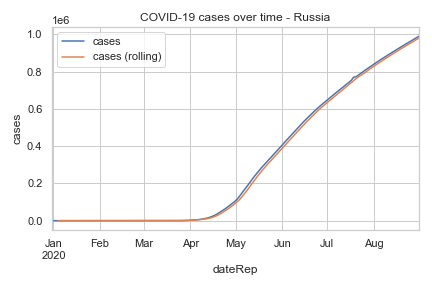 COVID-19 cases over time - Russia
1e6
cases
cases (rolling)
1.0
0.8
0.6
0.4
0.2
0.0
cases
Jan Feb Mar Apr May Jun Jul Aug
2020
dateRep